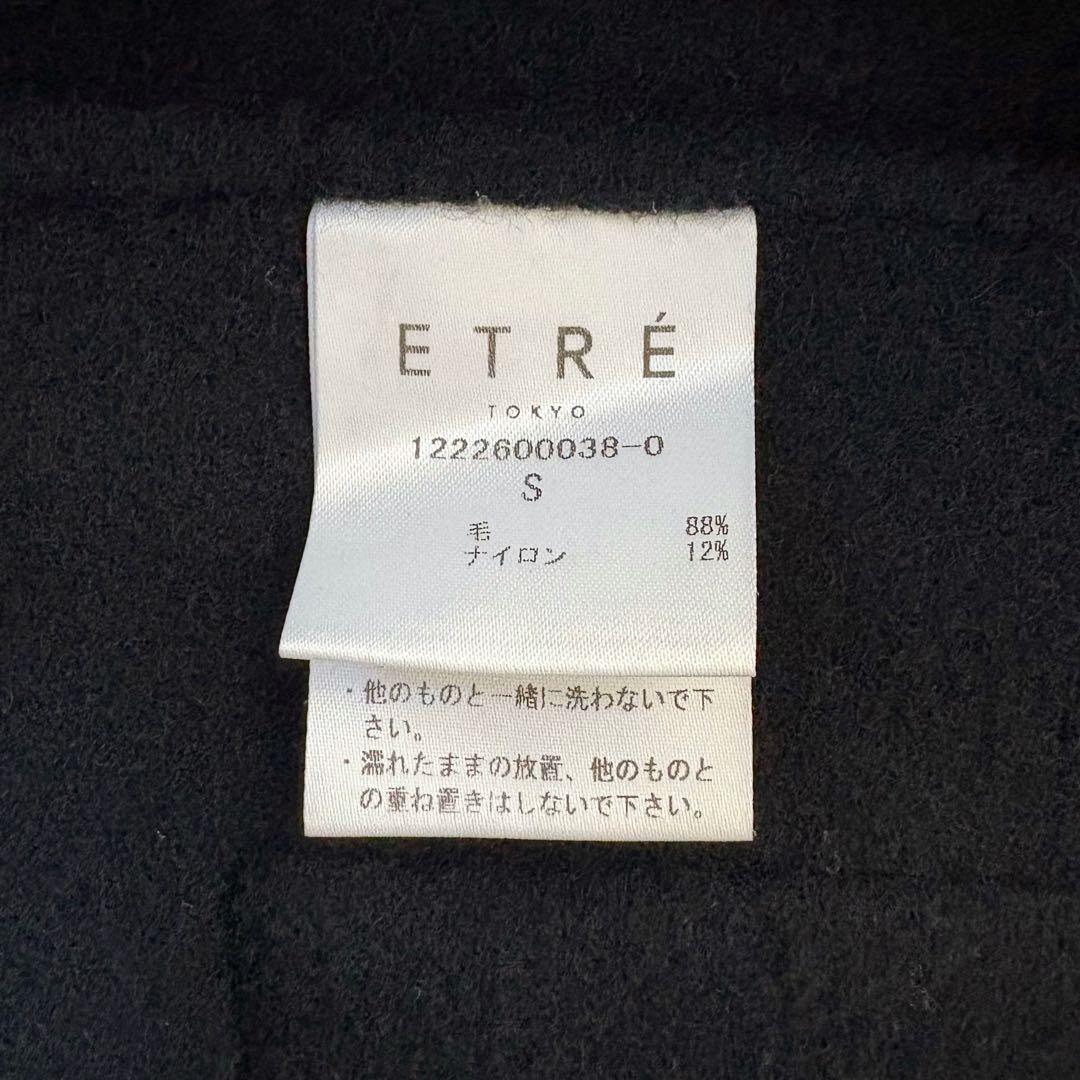 ETRÉ
TOKYO
1222600038-0
S
毛 88%
ナイロン 12%
・他のものと一緒に洗わないで下
さい。
・濡れたままの放置、他のものと
の重ね置きはしないで下さい。